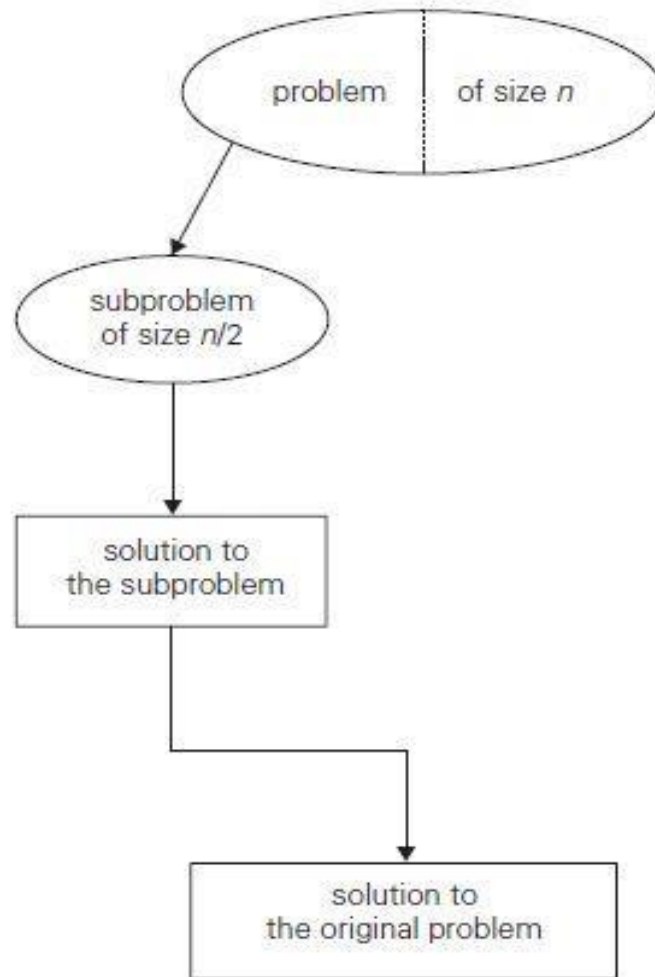 problem of size n
subproblem
of size n/2
solution to
the subproblem
solution to
the original problem